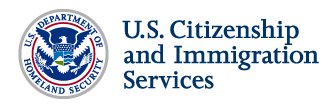 U.S. DEPARTMENT OF
HOMELAND SECURITY
U.S. Citizenship
and Immigration
Services